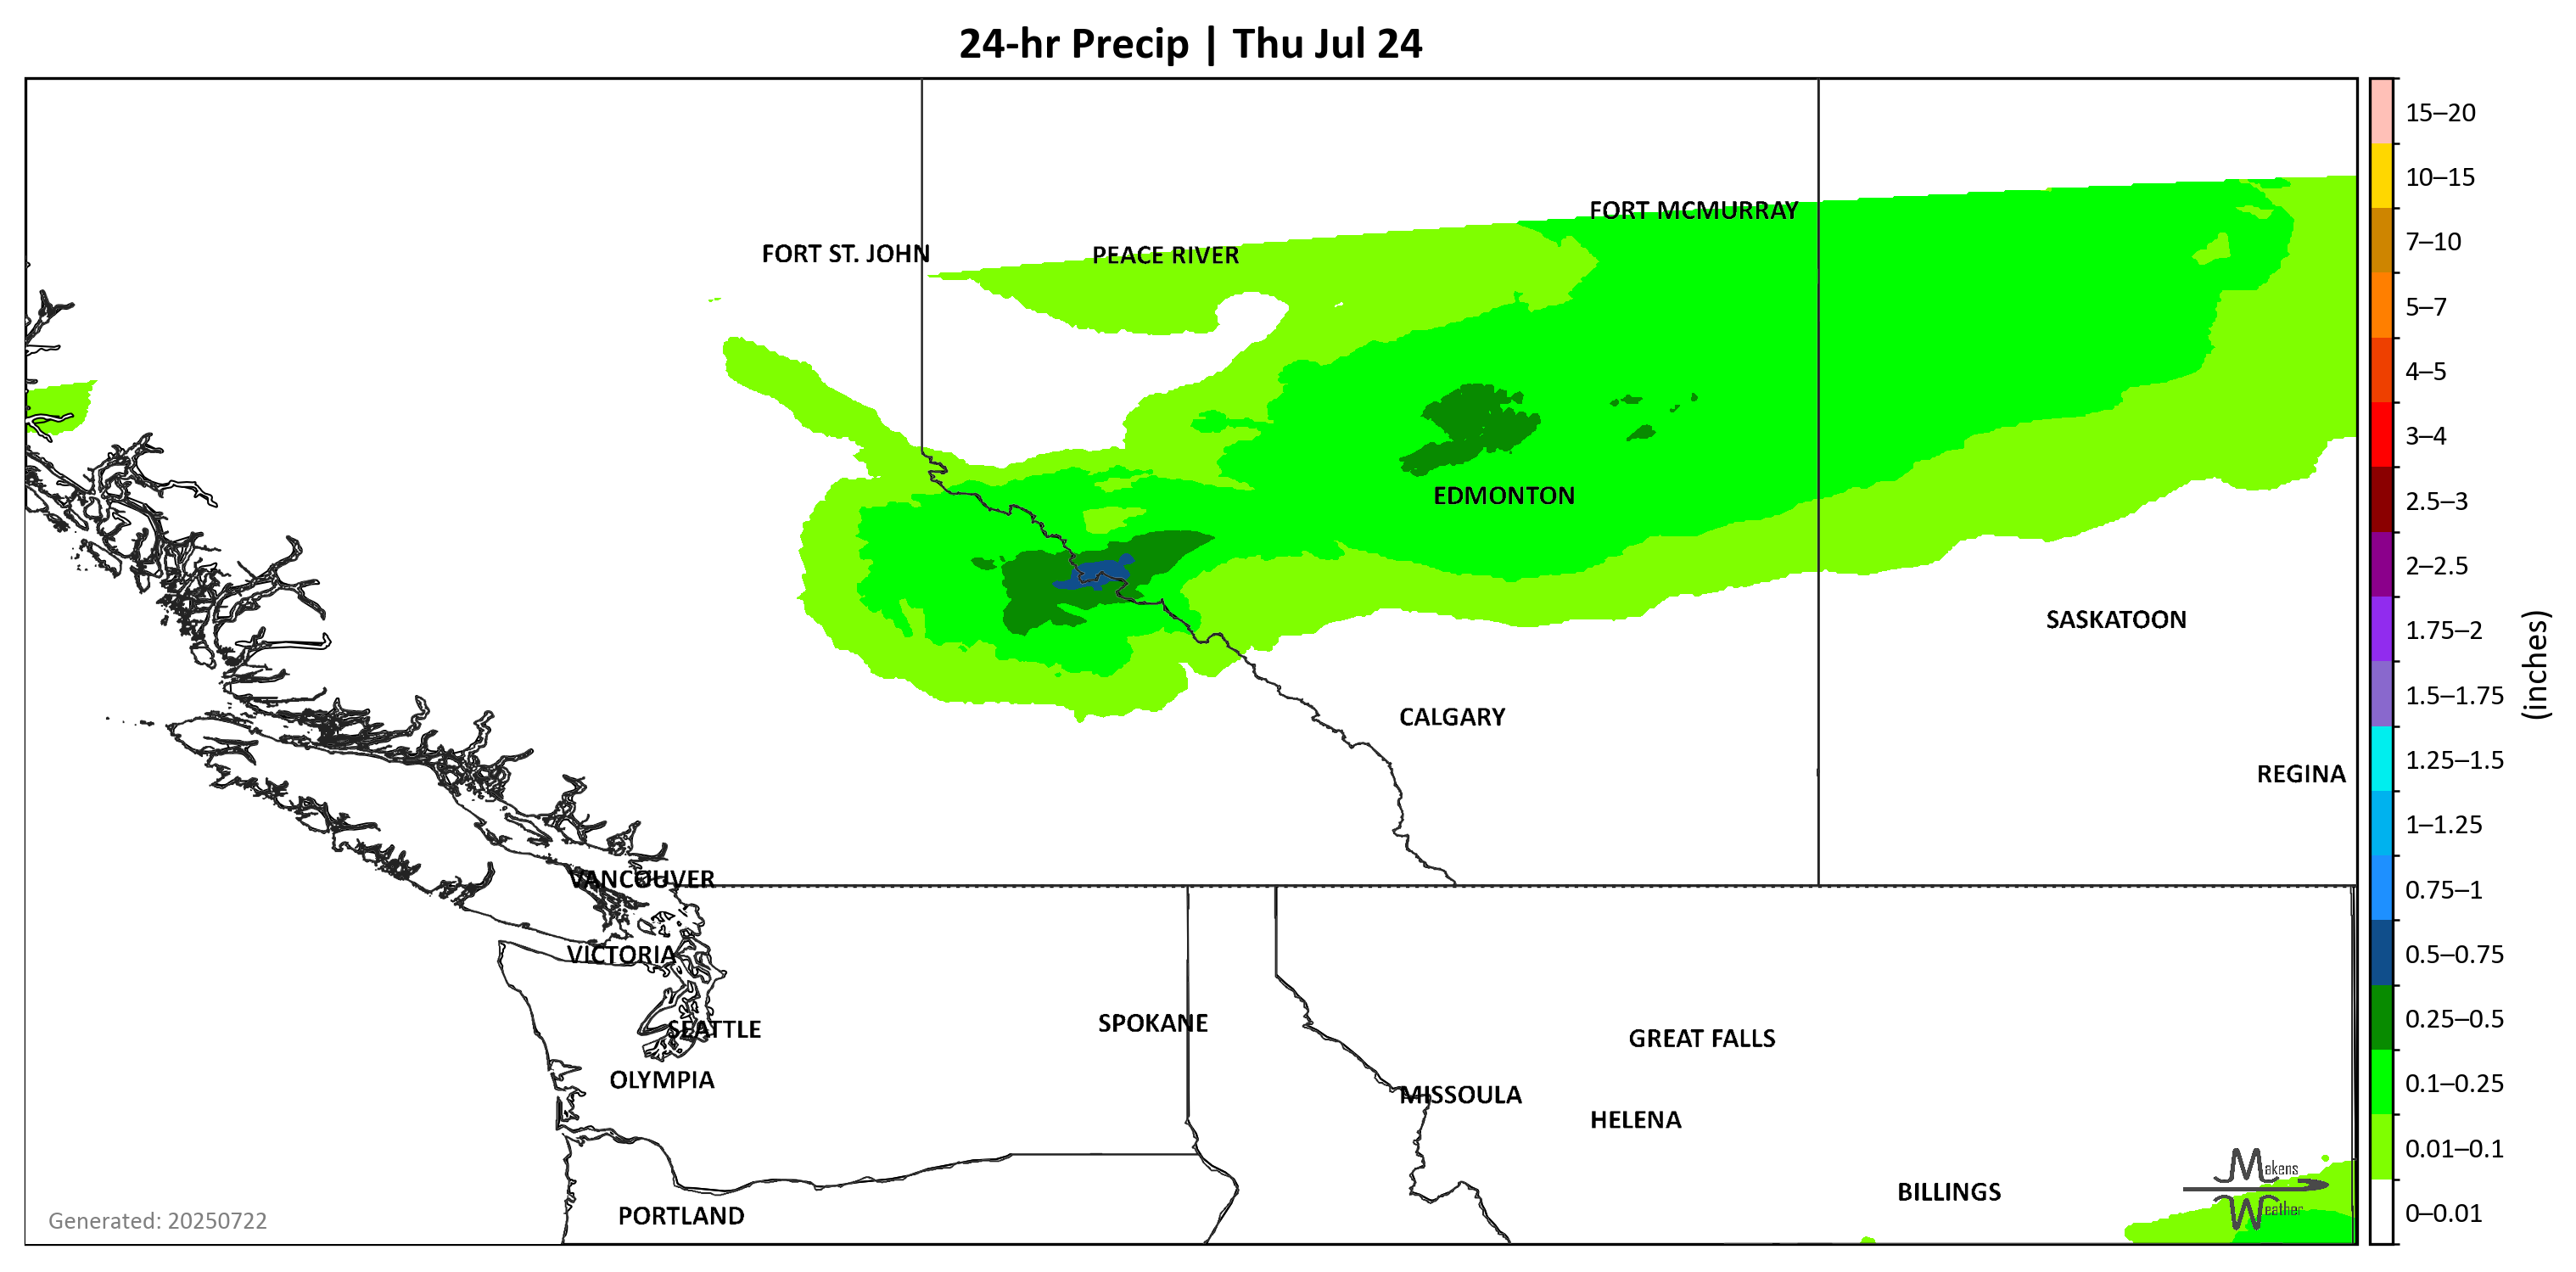 24-hr Precip | Thu Jul 24
FORT MCMURRAY
FORT ST. JOHN
PEACE RIVER
EDMONTON
SASKATOON
CALGARY
REGINA
VANCOUVER
VICTORIA
SPOKANE
SEATTLE
GREAT FALLS
OLYMPIA
MISSOULA
HELENA
BILLINGS
PORTLAND
Makens
Weather
Generated: 20250722
15–20
10–15
7–10
5–7
4–5
3–4
2.5–3
2–2.5
1.75–2
1.5–1.75
1.25–1.5
1–1.25
0.75–1
0.5–0.75
0.25–0.5
0.1–0.25
0.01–0.1
0–0.01
(inches)